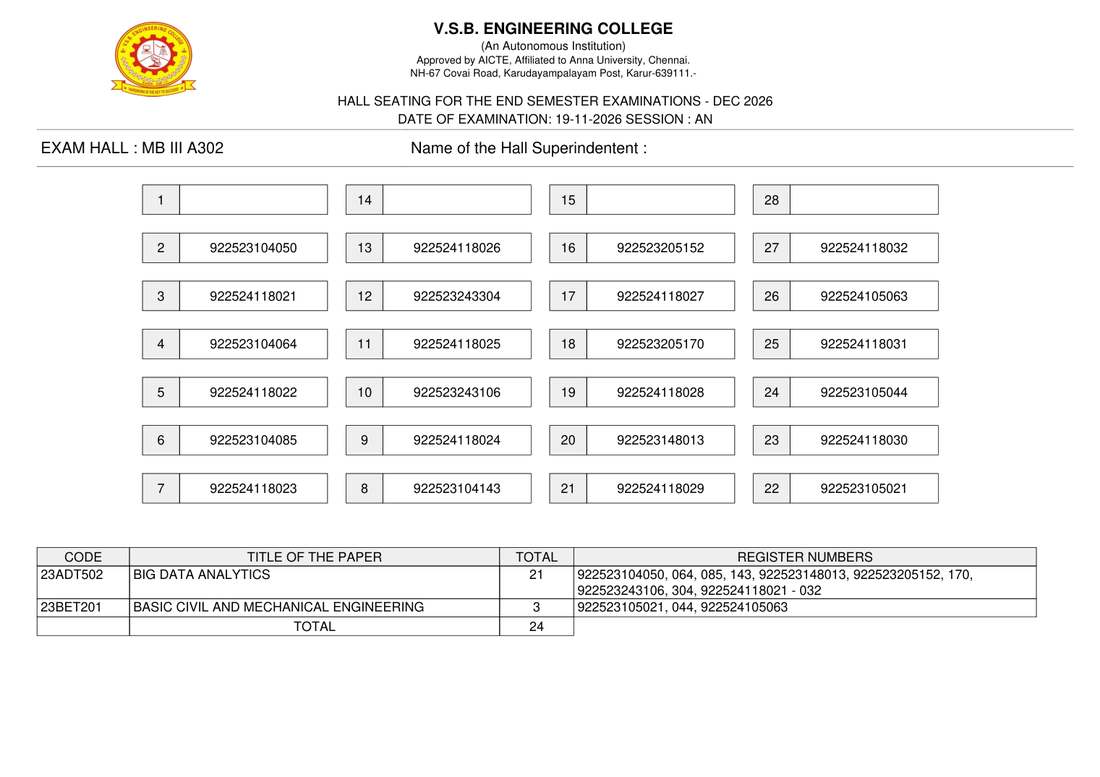 V.S.B. ENGINEERING COLLEGE
(An Autonomous Institution)
Approved by AICTE, Affiliated to Anna University, Chennai.
NH-67 Covai Road, Karudayampalayam Post, Karur-639111.-
HALL SEATING FOR THE END SEMESTER EXAMINATIONS - DEC 2026
DATE OF EXAMINATION: 19-11-2026 SESSION : AN
EXAM HALL : MB III A302 Name of the Hall Superindentent :
1 14 15 28
2 922523104050 13 922524118026 16 922523205152 27 922524118032
3 922524118021 12 922523243304 17 922524118027 26 922524105063
4 922523104064 11 922524118025 18 922523205170 25 922524118031
5 922524118022 10 922523243106 19 922524118028 24 922523105044
6 922523104085 9 922524118024 20 922523148013 23 922524118030
7 922524118023 8 922523104143 21 922524118029 22 922523105021
CODE TITLE OF THE PAPER TOTAL REGISTER NUMBERS
23ADT502 BIG DATA ANALYTICS 21 922523104050, 064, 085, 143, 922523148013, 922523205152, 170,
922523243106, 304, 922524118021 - 032
23BET201 BASIC CIVIL AND MECHANICAL ENGINEERING 3 922523105021, 044, 922524105063
TOTAL 24